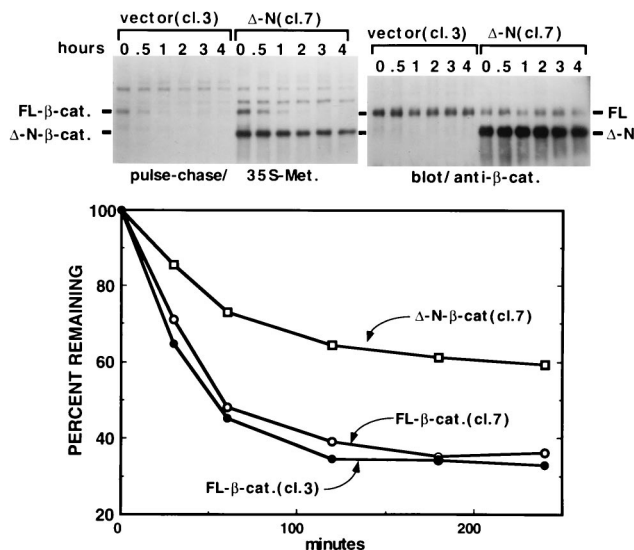 vector(cl.3) Δ-N(cl.7)
hours 0 .5 1 2 3 4 0 .5 1 2 3 4
FL-β-cat.
Δ-N-β-cat.
pulse-chase/ 35S-Met.
vector(cl.3) Δ-N(cl.7)
0 .5 1 2 3 4 0 .5 1 2 3 4
FL
Δ-N
blot/anti-β-cat.
PERCENT REMAINING
100
80
60
40
20
Δ-N-β-cat(cl.7)
FL-β-cat.(cl.7)
FL-β-cat.(cl.3)
0 100 200
minutes